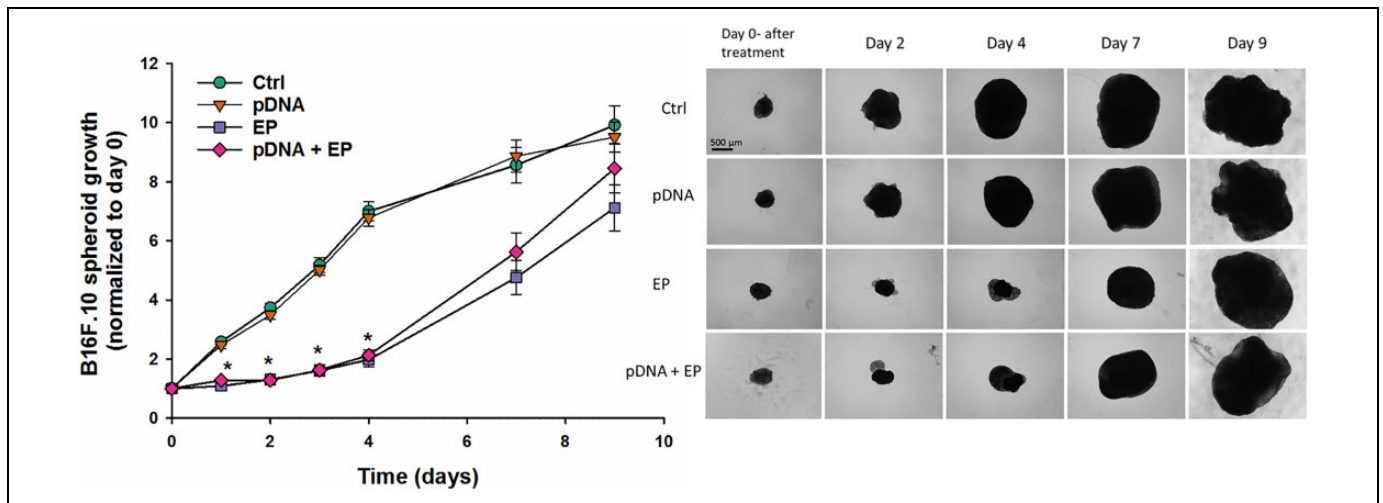 B16F.10 spheroid growth
(normalized to day 0)
12
10
8
6
4
2
0
Ctrl
pDNA
EP
pDNA + EP
* * * *
0 2 4 6 8 10
Time (days)
Day 0- after
treatment
Day 2
Day 4
Day 7
Day 9
Ctrl
500 µm
pDNA
EP
pDNA + EP